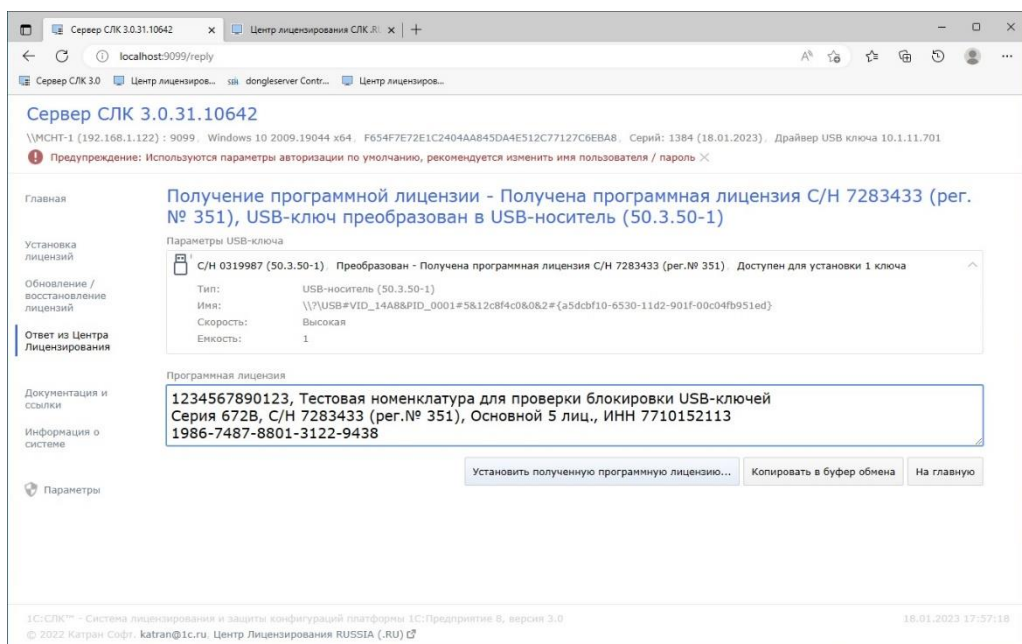 Сервер СЛК 3.0.31.10642
Центр лицензирования СЛК .RU
localhost:9099/reply
Сервер СЛК 3.0
Центр лицензиров...
dongleserver Contr...
Центр лицензиров...
Сервер СЛК 3.0.31.10642
\\МСНТ-1 (192.168.1.122) : 9099, Windows 10 2009.19044 x64, F654F7E72E1C2404AA845DA4E512C77127C6EBA8, Серий: 1384 (18.01.2023), Драйвер USB ключа 10.1.11.701
Предупреждение: Используются параметры авторизации по умолчанию, рекомендуется изменить имя пользователя / пароль
Главная
Установка
лицензий
Обновление /
восстановление
лицензий
Ответ из Центра
Лицензирования
Документация и
ссылки
Информация о
системе
Параметры
Получение программной лицензии - Получена программная лицензия С/Н 7283433 (рег.
№ 351), USB-ключ преобразован в USB-носитель (50.3.50-1)
Параметры USB-ключа
С/Н 0319987 (50.3.50-1), Преобразован - Получена программная лицензия С/Н 7283433 (рег.№ 351), Доступен для установки 1 ключа
Тип: USB-носитель (50.3.50-1)
Имя: \\?\USB#VID_14A8&PID_0001#5&12c8f4c0&0&2#{a5dcbf10-6530-11d2-901f-00c04fb951ed}
Скорость: Высокая
Емкость: 1
Программная лицензия
1234567890123, Тестовая номенклатура для проверки блокировки USB-ключей
Серия 672B, С/Н 7283433 (рег.№ 351), Основной 5 лиц., ИНН 7710152113
1986-7487-8801-3122-9438
Установить полученную программную лицензию...
Копировать в буфер обмена
На главную
1С:СЛК™ - Система лицензирования и защиты конфигураций платформы 1С:Предприятие 8, версия 3.0
18.01.2023 17:57:18
© 2022 Катран Софт, katran@1c.ru, Центр Лицензирования RUSSIA (.RU)